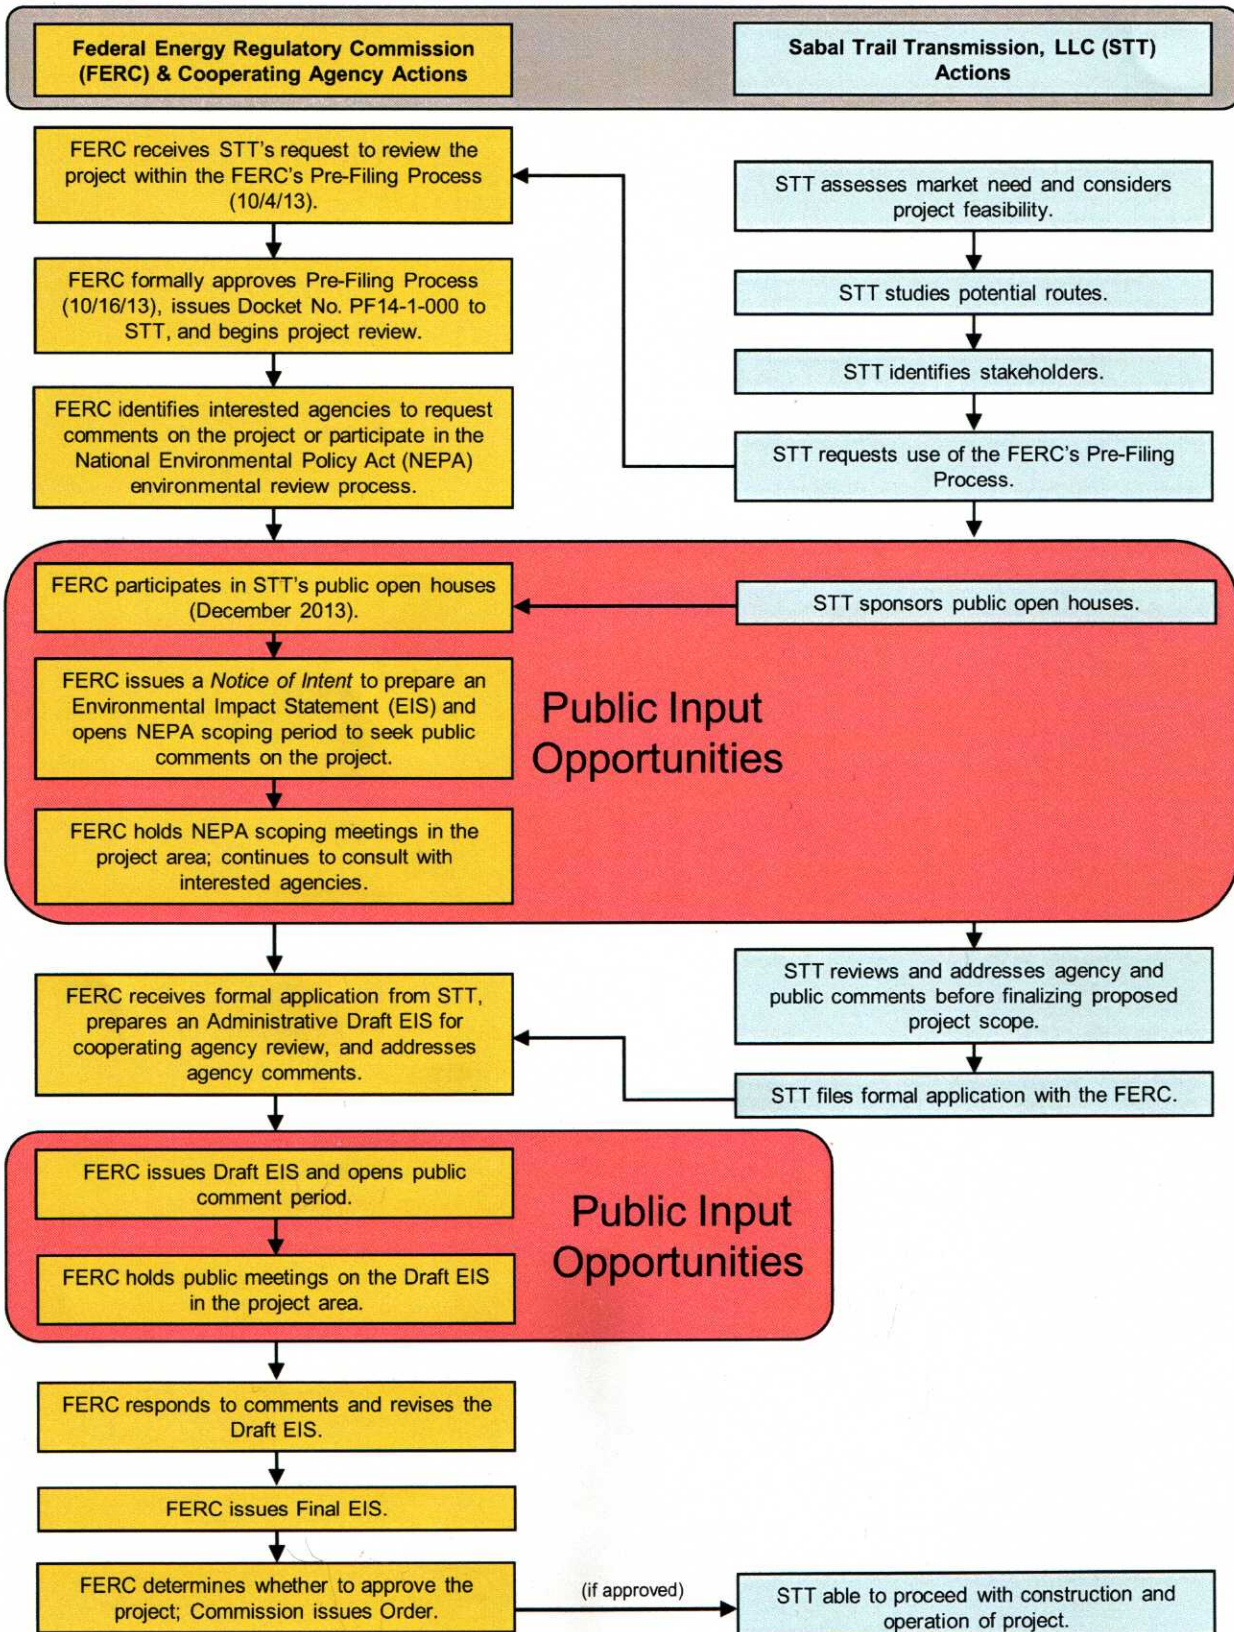 Federal Energy Regulatory Commission
(FERC) & Cooperating Agency Actions
Sabal Trail Transmission, LLC (STT)
Actions
FERC receives STT's request to review the
project within the FERC's Pre-Filing Process
(10/4/13).
STT assesses market need and considers
project feasibility.
FERC formally approves Pre-Filing Process
(10/16/13), issues Docket No. PF14-1-000 to
STT, and begins project review.
STT studies potential routes.
STT identifies stakeholders.
FERC identifies interested agencies to request
comments on the project or participate in the
National Environmental Policy Act (NEPA)
environmental review process.
STT requests use of the FERC's Pre-Filing
Process.
FERC participates in STT's public open houses
(December 2013).
STT sponsors public open houses.
FERC issues a Notice of Intent to prepare an
Environmental Impact Statement (EIS) and
opens NEPA scoping period to seek public
comments on the project.
Public Input
Opportunities
FERC holds NEPA scoping meetings in the
project area; continues to consult with
interested agencies.
STT reviews and addresses agency and
public comments before finalizing proposed
project scope.
FERC receives formal application from STT,
prepares an Administrative Draft EIS for
cooperating agency review, and addresses
agency comments.
STT files formal application with the FERC.
FERC issues Draft EIS and opens public
comment period.
Public Input
Opportunities
FERC holds public meetings on the Draft EIS
in the project area.
FERC responds to comments and revises the
Draft EIS.
FERC issues Final EIS.
FERC determines whether to approve the
project; Commission issues Order.
(if approved)
STT able to proceed with construction and
operation of project.